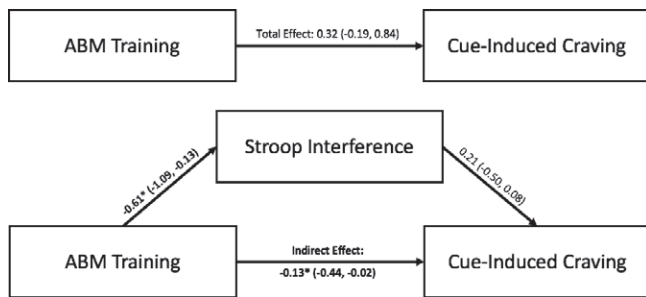 ABM Training
Total Effect: 0.32 (-0.19, 0.84)
Cue-Induced Craving
Stroop Interference
-0.61* (-1.09, -0.13)
0.21 (-0.50, 0.08)
ABM Training
Indirect Effect:
-0.13* (-0.44, -0.02)
Cue-Induced Craving